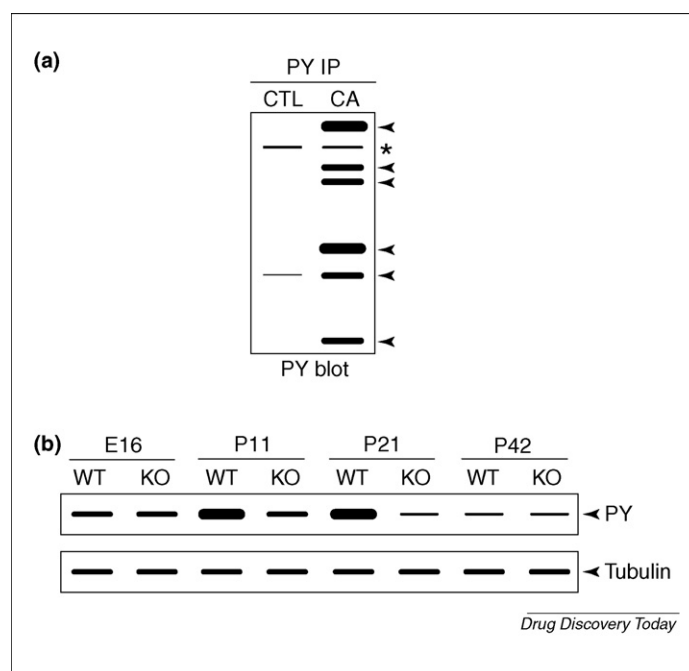 (a)
PY IP
CTL CA
*
PY blot
(b)
E16 P11 P21 P42
WT KO WT KO WT KO WT KO
PY
Tubulin
Drug Discovery Today